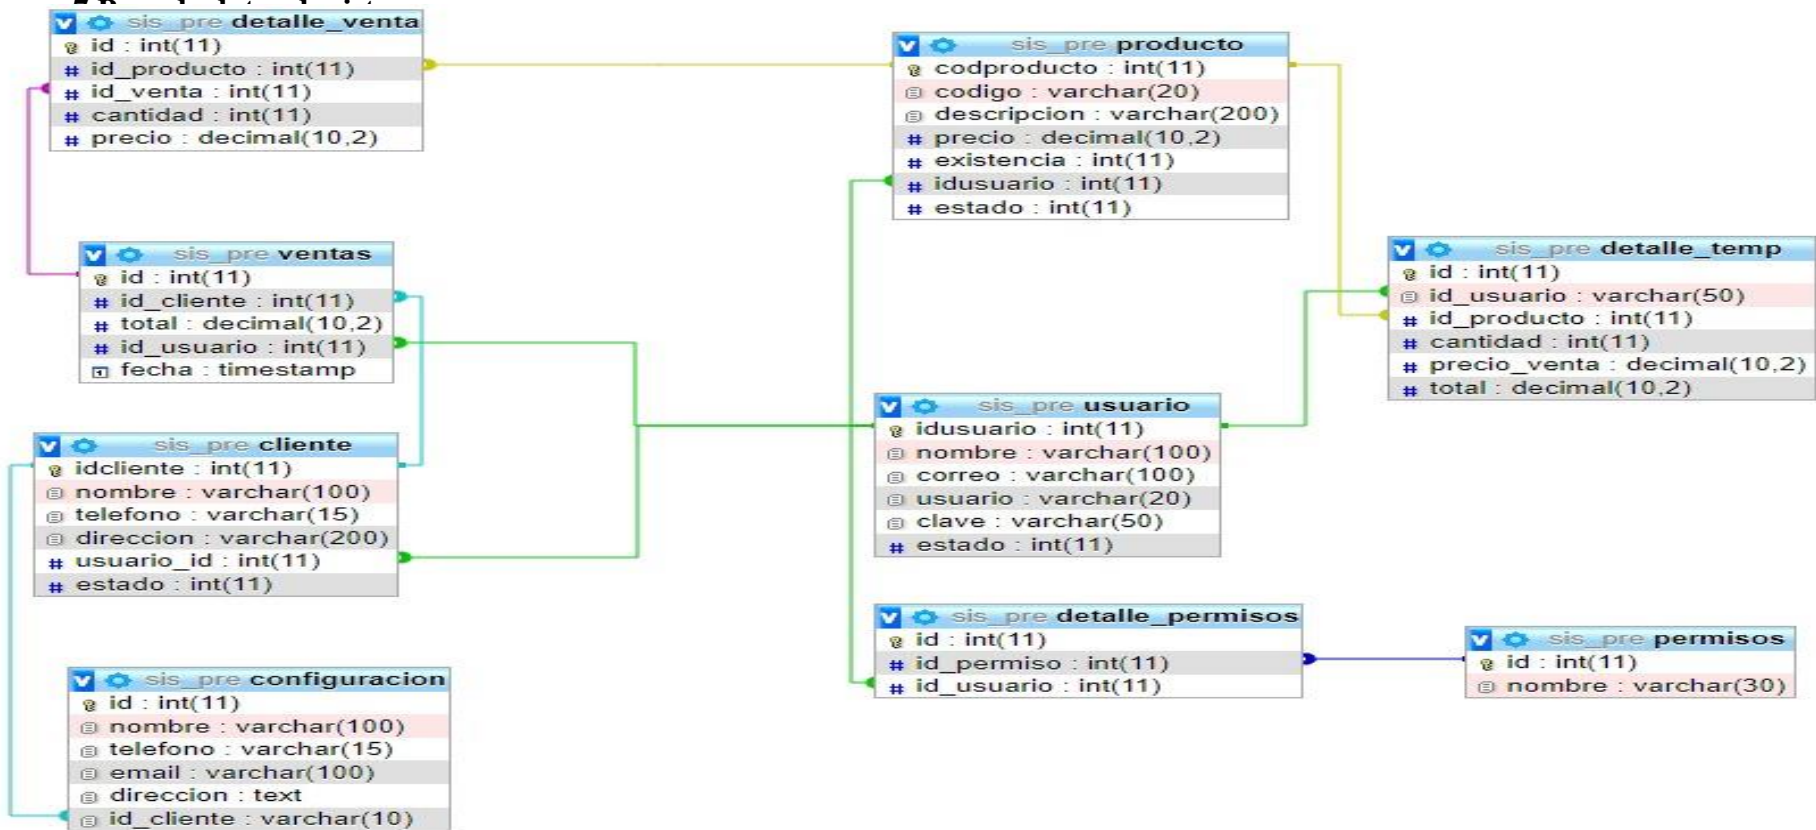 sis_pre detalle_venta
id : int(11)
id_producto : int(11)
id_venta : int(11)
cantidad : int(11)
precio : decimal(10,2)
sis_pre producto
codproducto : int(11)
codigo : varchar(20)
descripcion : varchar(200)
precio : decimal(10,2)
existencia : int(11)
idusuario : int(11)
estado : int(11)
sis_pre ventas
id : int(11)
id_cliente : int(11)
total : decimal(10,2)
id_usuario : int(11)
fecha : timestamp
sis_pre detalle_temp
id : int(11)
id_usuario : varchar(50)
id_producto : int(11)
cantidad : int(11)
precio_venta : decimal(10,2)
total : decimal(10,2)
sis_pre cliente
idcliente : int(11)
nombre : varchar(100)
telefono : varchar(15)
direccion : varchar(200)
usuario_id : int(11)
estado : int(11)
sis_pre usuario
idusuario : int(11)
nombre : varchar(100)
correo : varchar(100)
usuario : varchar(20)
clave : varchar(50)
estado : int(11)
sis_pre detalle_permisos
id : int(11)
id_permiso : int(11)
id_usuario : int(11)
sis_pre permisos
id : int(11)
nombre : varchar(30)
sis_pre configuracion
id : int(11)
nombre : varchar(100)
telefono : varchar(15)
email : varchar(100)
direccion : text
id_cliente : varchar(10)